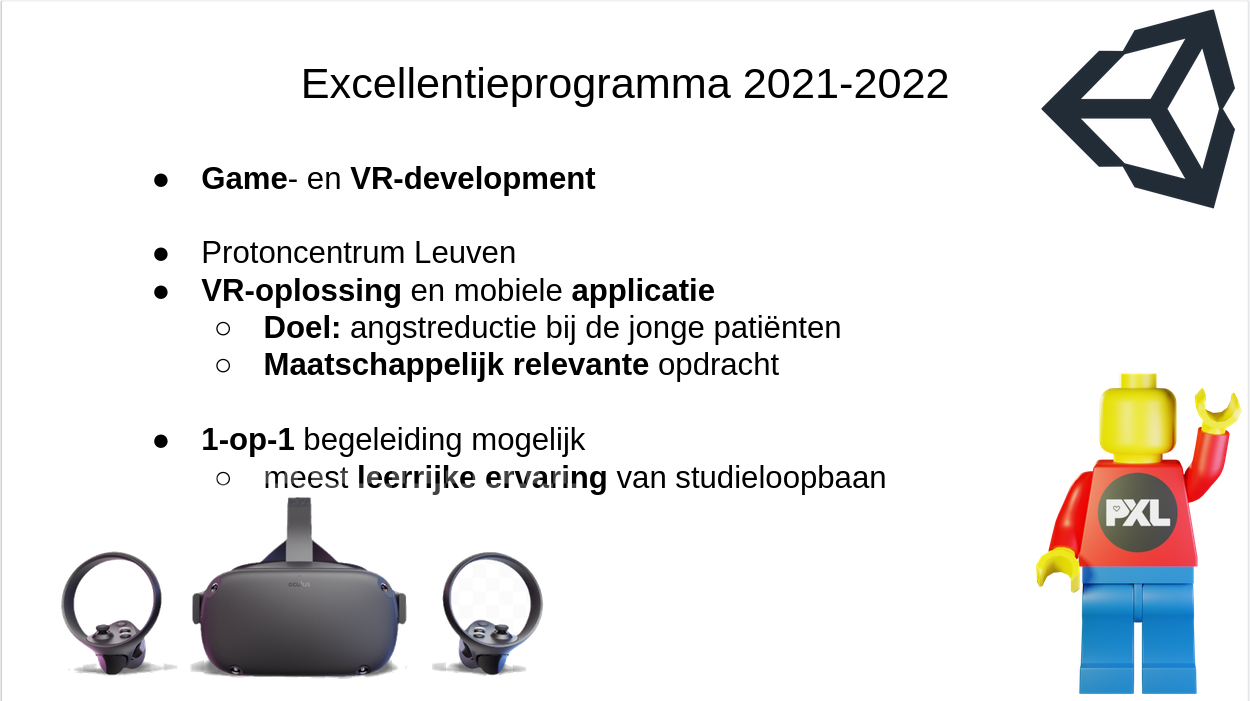 Excellentieprogramma 2021-2022
● Game- en VR-development
● Protoncentrum Leuven
● VR-oplossing en mobiele applicatie
○ Doel: angstreductie bij de jonge patiënten
○ Maatschappelijk relevante opdracht
● 1-op-1 begeleiding mogelijk
○ meest leerrijke ervaring van studieloopbaan
PXL
oculus